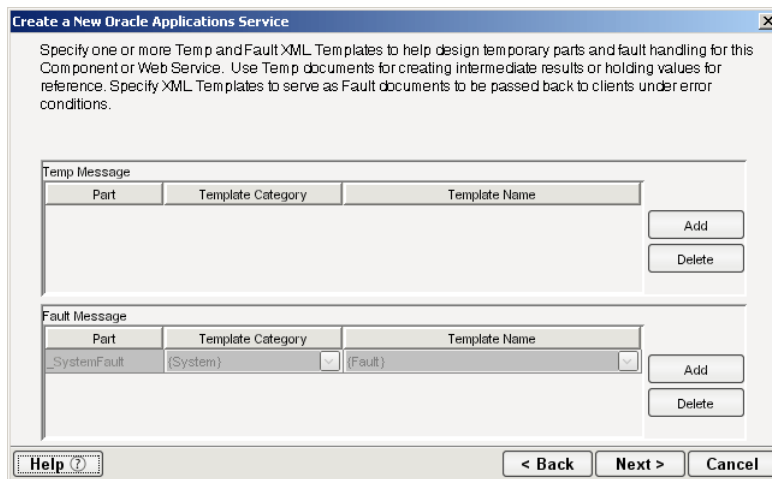 Create a New Oracle Applications Service
Specify one or more Temp and Fault XML Templates to help design temporary parts and fault handling for this
Component or Web Service. Use Temp documents for creating intermediate results or holding values for
reference. Specify XML Templates to serve as Fault documents to be passed back to clients under error
conditions.
Temp Message
Part Template Category Template Name
Add
Delete
Fault Message
Part Template Category Template Name
_SystemFault {System} {Fault}
Add
Delete
Help ? < Back Next > Cancel